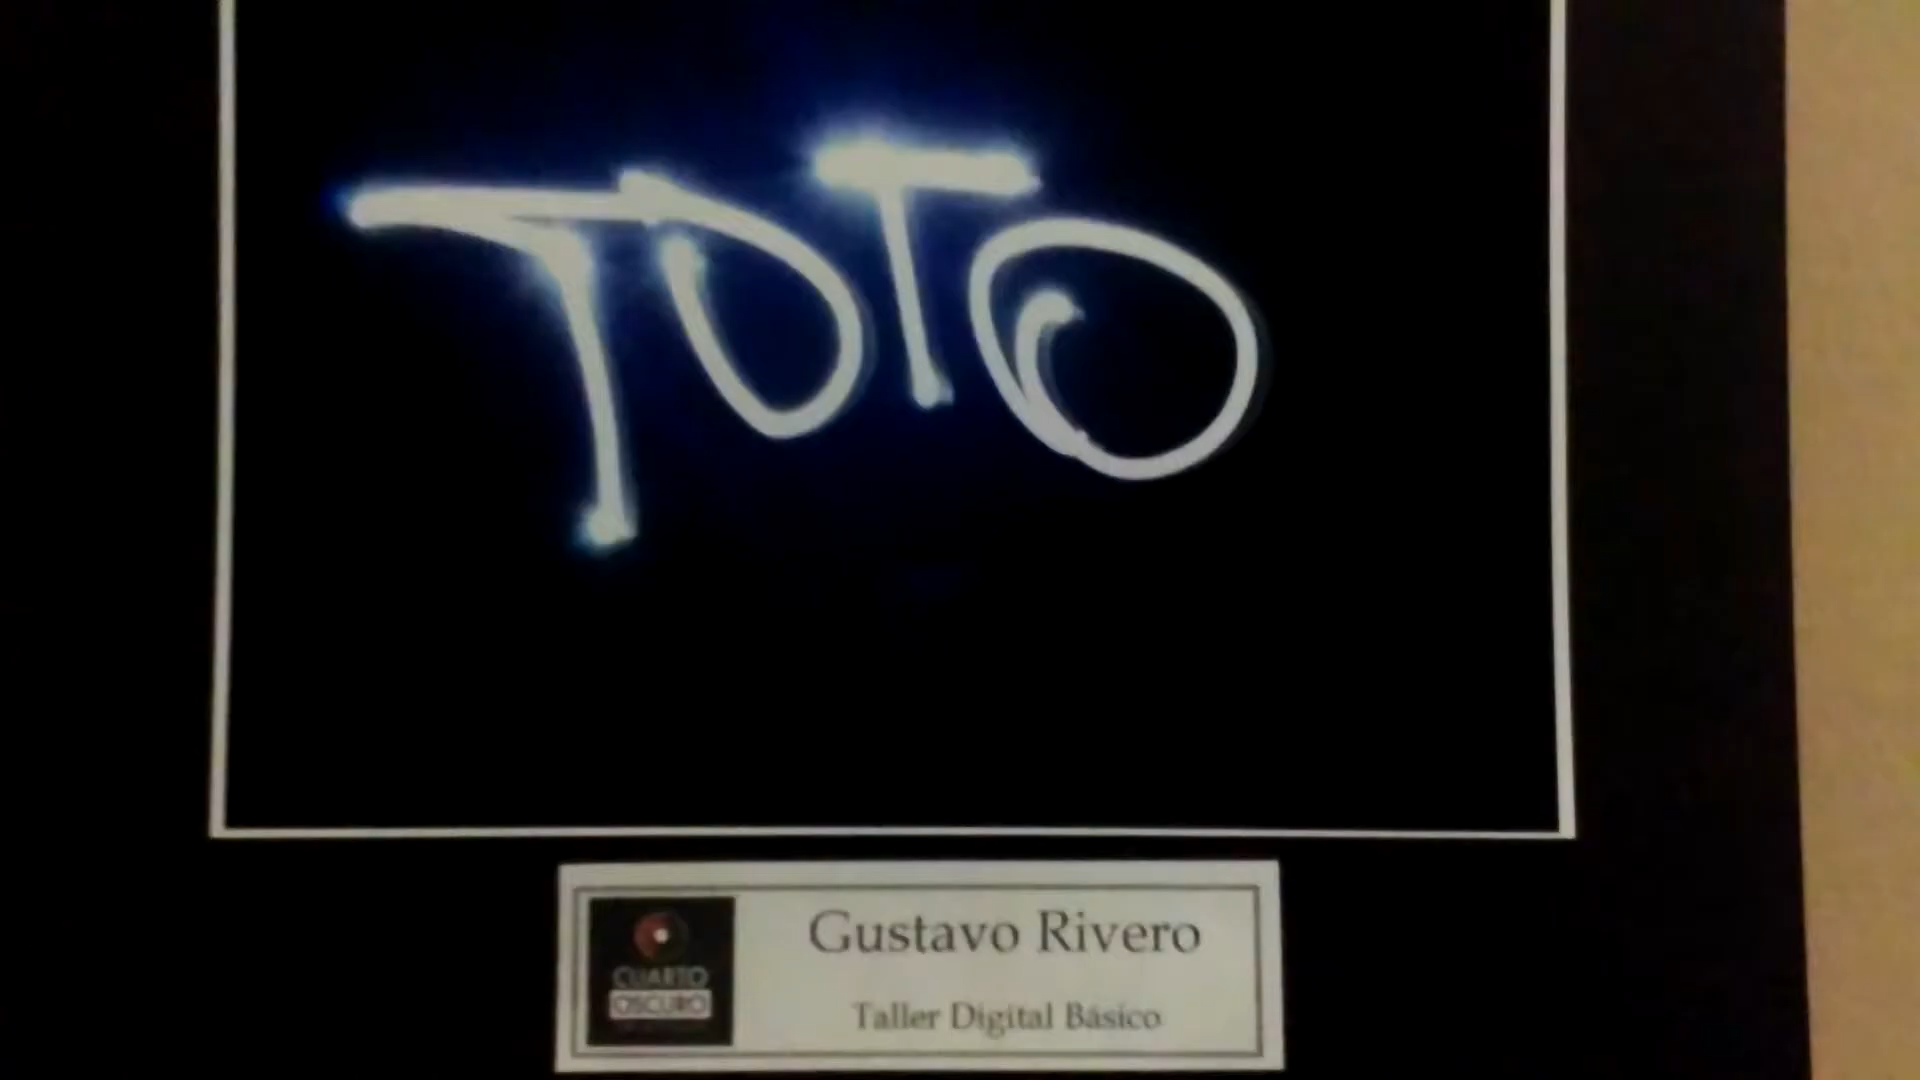 TOTO
Gustavo Rivero
CUARTO
OSCURO
Taller Digital Básico